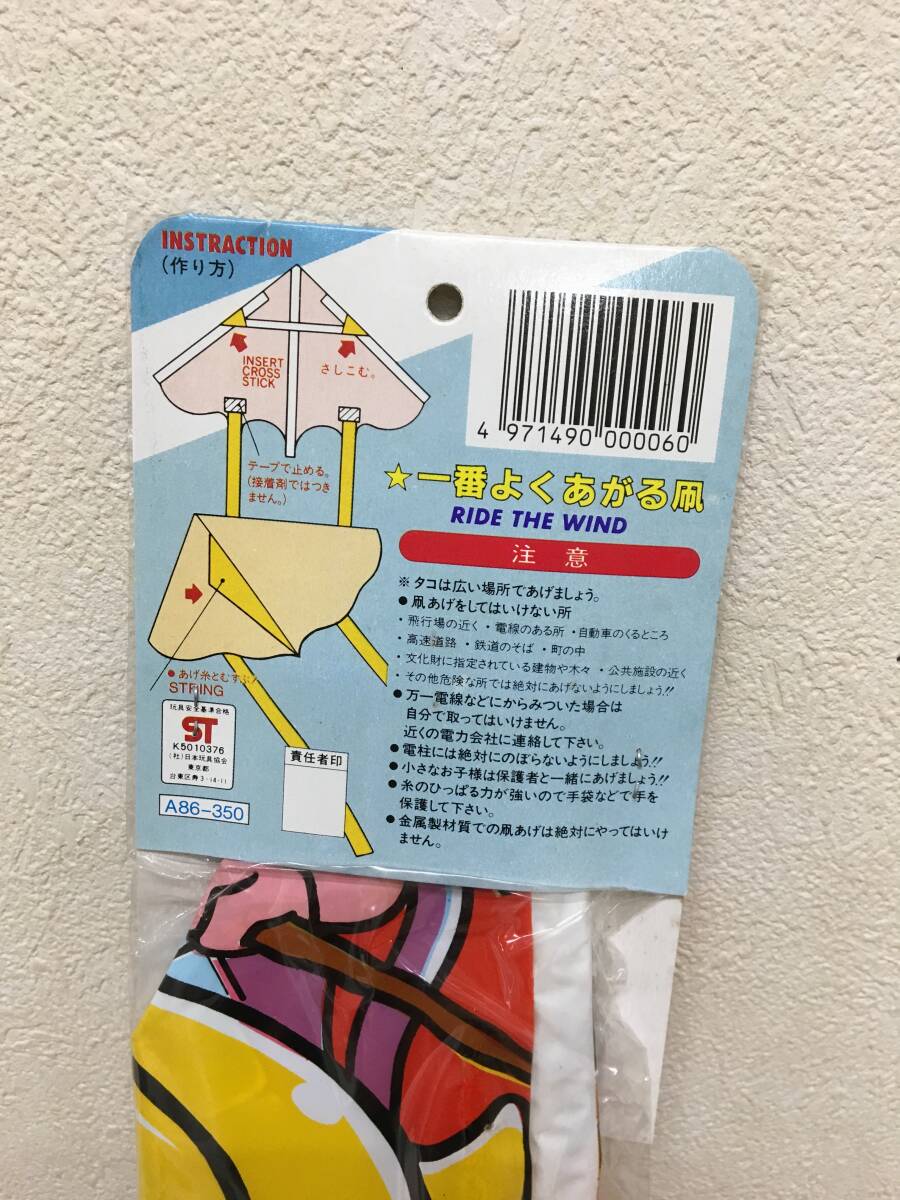 INSTRACTION
(作り方)
INSERT
CROSS
STICK
さしこむ。
テープで止める。
(接着剤ではつき
ません。)
4 971490 000060
★一番よくあがる凧
RIDE THE WIND
注意
※タコは広い場所であげましょう。
●凧あげをしてはいけない所
・飛行場の近く・電線のある所・自動車のくるところ
・高速道路・鉄道のそば・町の中
・文化財に指定されている建物や木々・公共施設の近く
・その他危険な所では絶対にあげないようにしましょう!!
●万一電線などにからみついた場合は
自分で取ってはいけません。
近くの電力会社に連絡して下さい。
●電柱には絶対にのぼらないようにしましょう!!
●小さなお子様は保護者と一緒にあげましょう!!
●糸のひっぱる力が強いので手袋などで手を
保護して下さい。
●金属製材質での凧あげは絶対にやってはいけ
ません。
●あげ糸とむすぶ!
STRING
玩具安全基準合格
ST
K5010376
(社)日本玩具協会
東京都
台東区寿3-14-11
A86-350
責任者印